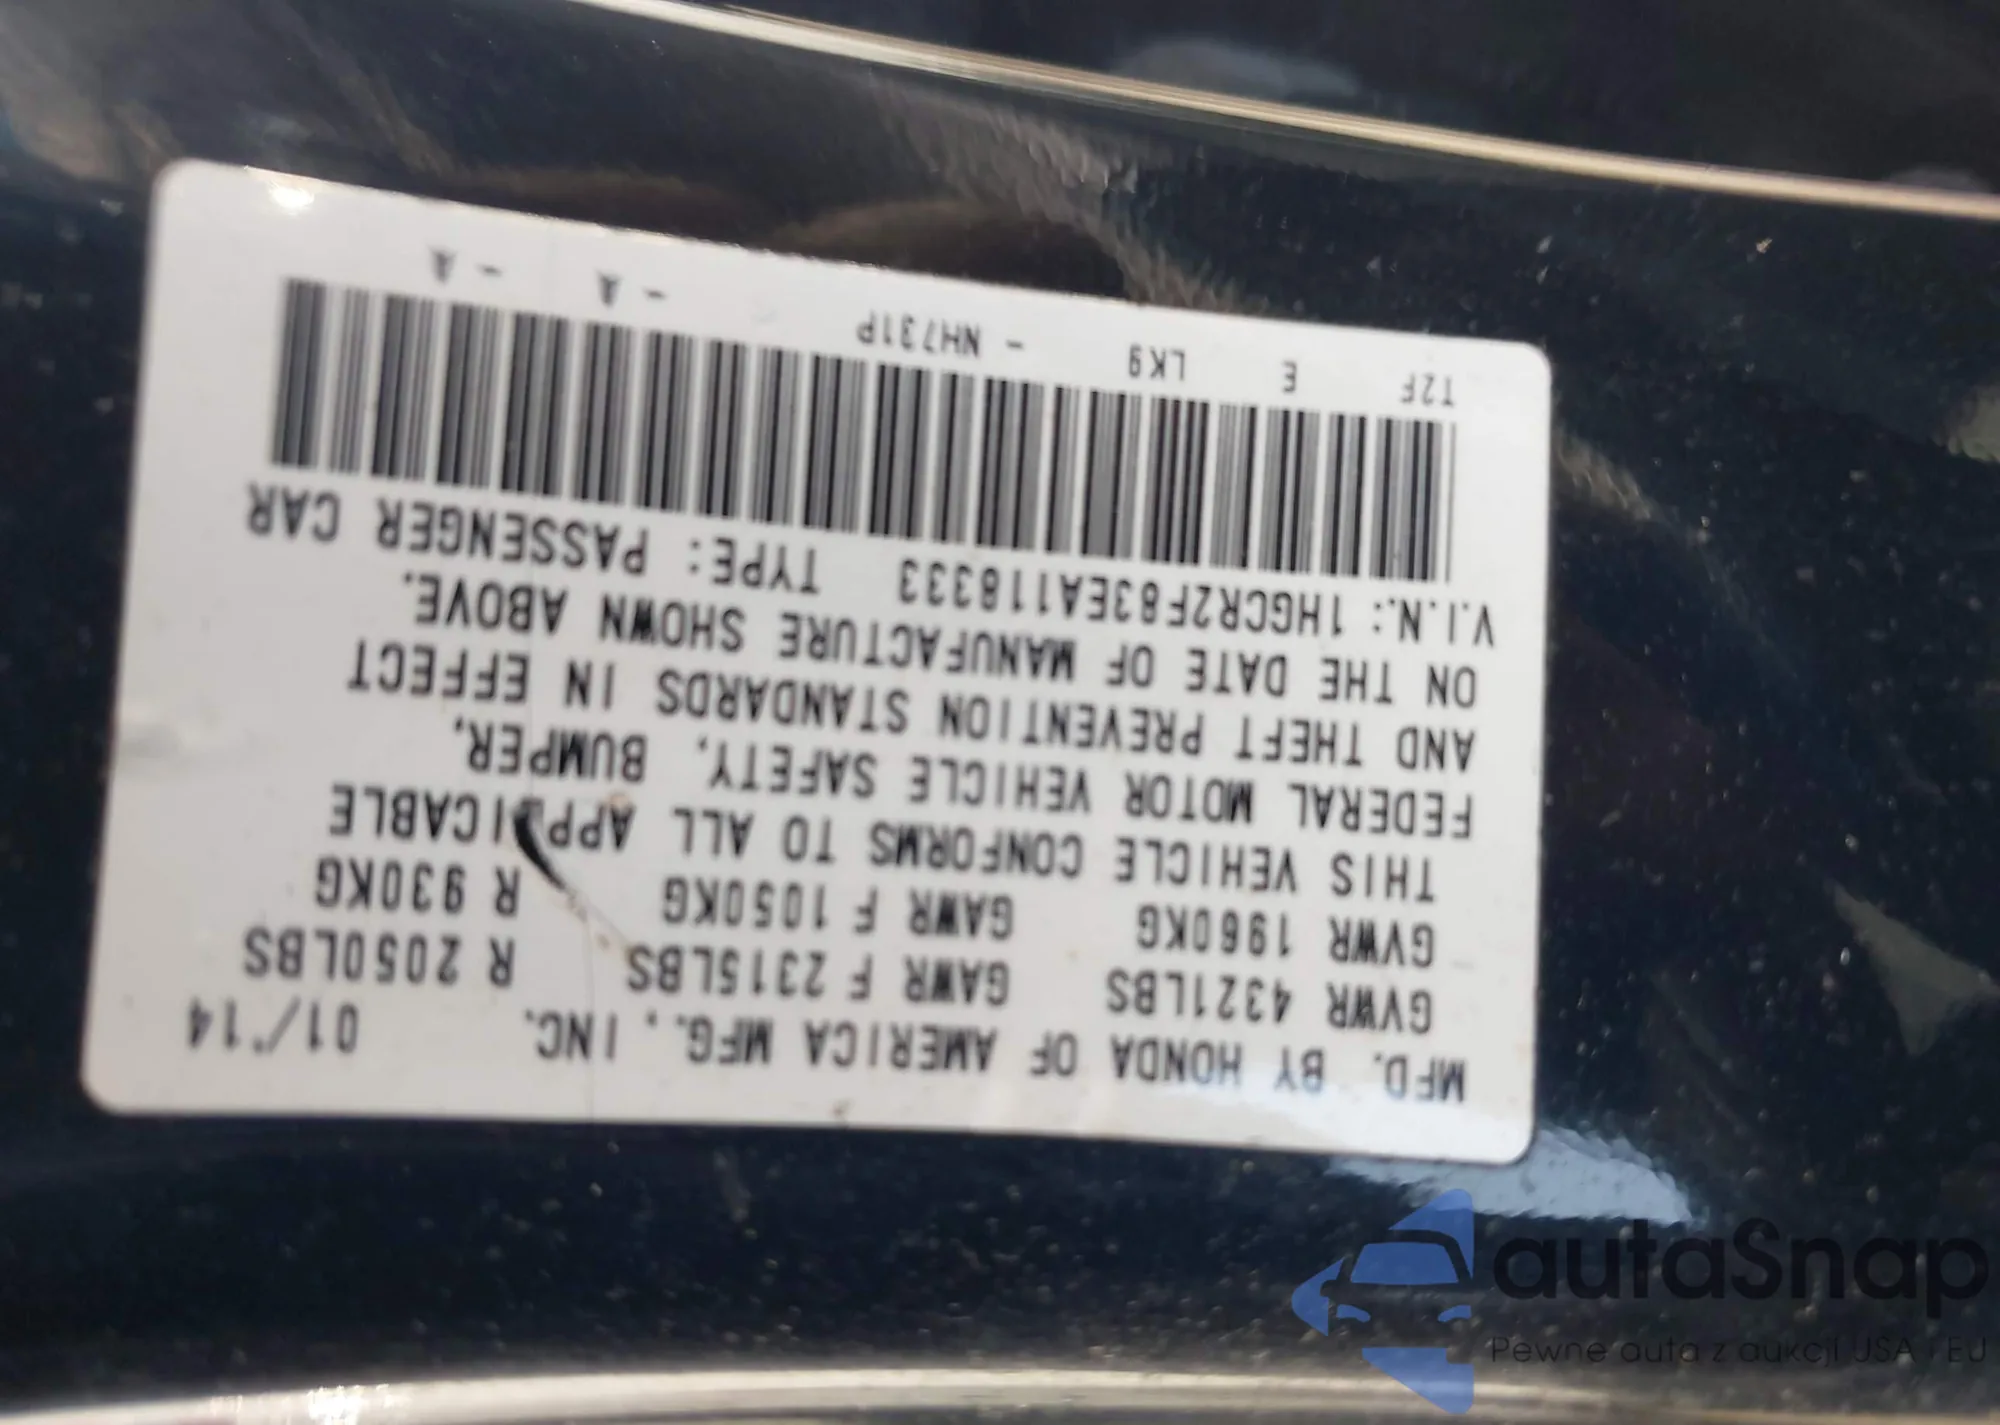 MFD. BY HONDA OF AMERICA MFG., INC. 01/'14
GVWR 4321LBS GAWR F 2315LBS R 2050LBS
GVWR 1960KG GAWR F 1050KG R 930KG
THIS VEHICLE CONFORMS TO ALL APPLICABLE
FEDERAL MOTOR VEHICLE SAFETY, BUMPER,
AND THEFT PREVENTION STANDARDS IN EFFECT
ON THE DATE OF MANUFACTURE SHOWN ABOVE.
V.I.N.: 1HGCR2F83EA118333 TYPE: PASSENGER CAR
T2F E LK9 - NH731P - A - A
autaSnap
Pewne auta z aukcji USA i EU